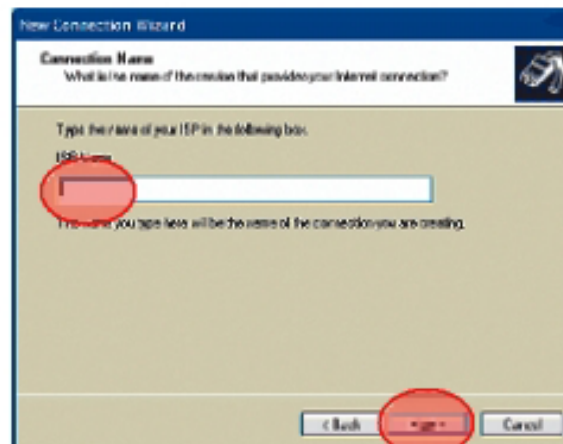 New Connection Wizard
Connection Name
What is the name of the service that provides your Internet connection?
Type the name of your ISP in the following box.
ISP Name
The name you type here will be the name of the connection you are creating.
< Back
Next >
Cancel